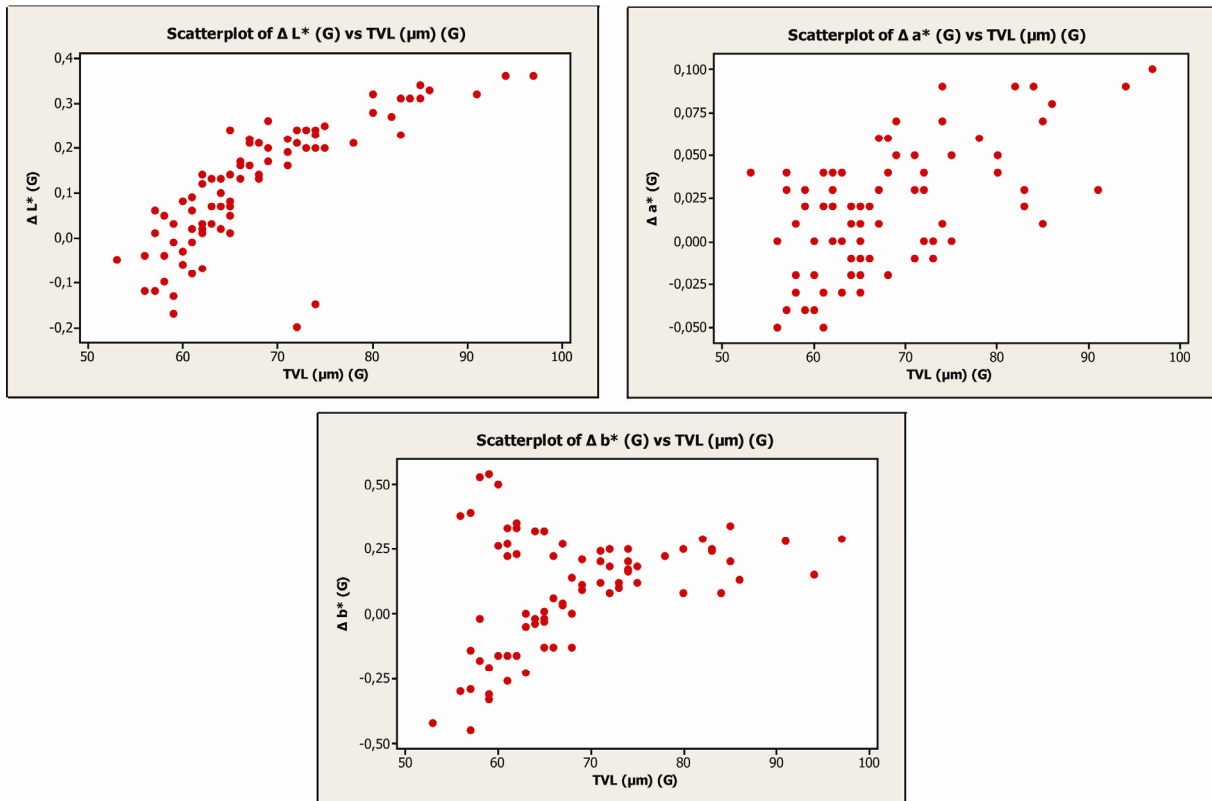 Scatterplot of Δ L* (G) vs TVL (µm) (G)
0,4
0,3
0,2
0,1
0,0
-0,1
-0,2
Δ L* (G)
50 60 70 80 90 100
TVL (µm) (G)
Scatterplot of Δ a* (G) vs TVL (µm) (G)
0,100
0,075
0,050
0,025
0,000
-0,025
-0,050
Δ a* (G)
50 60 70 80 90 100
TVL (µm) (G)
Scatterplot of Δ b* (G) vs TVL (µm) (G)
0,50
0,25
0,00
-0,25
-0,50
Δ b* (G)
50 60 70 80 90 100
TVL (µm) (G)